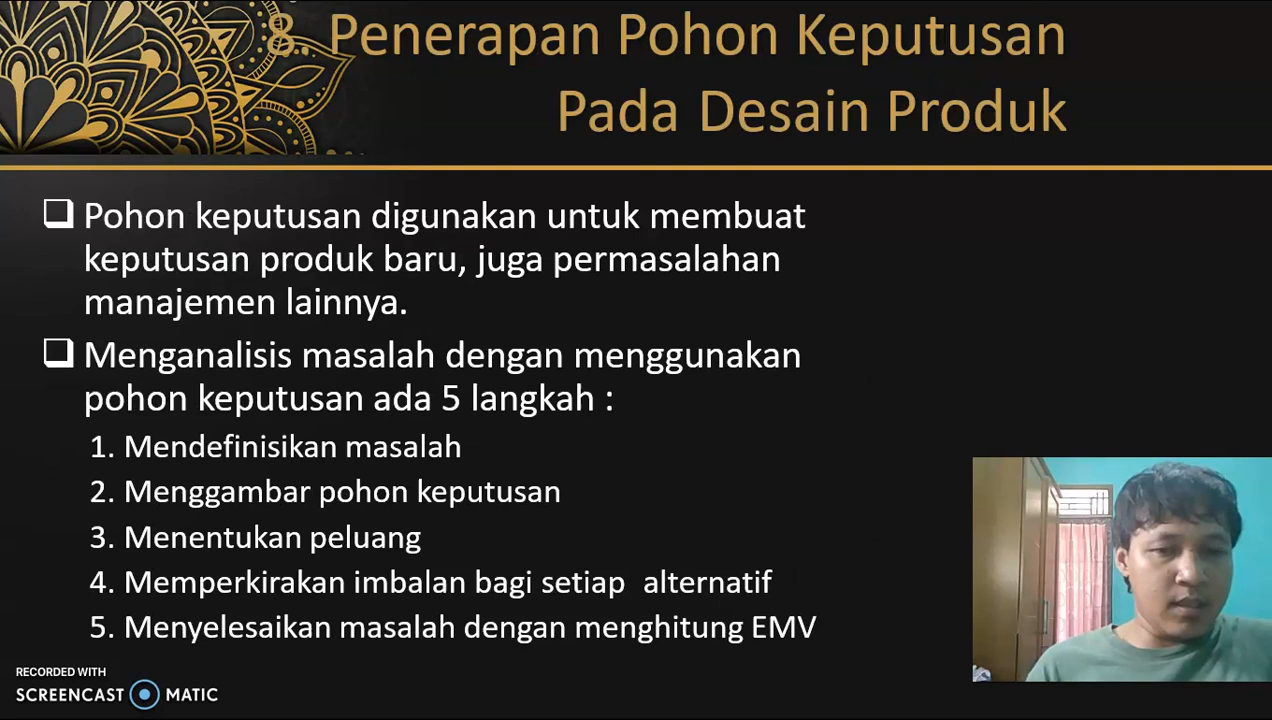 8. Penerapan Pohon Keputusan
Pada Desain Produk
Pohon keputusan digunakan untuk membuat
keputusan produk baru, juga permasalahan
manajemen lainnya.
Menganalisis masalah dengan menggunakan
pohon keputusan ada 5 langkah :
1. Mendefinisikan masalah
2. Menggambar pohon keputusan
3. Menentukan peluang
4. Memperkirakan imbalan bagi setiap alternatif
5. Menyelesaikan masalah dengan menghitung EMV
RECORDED WITH
SCREENCAST MATIC